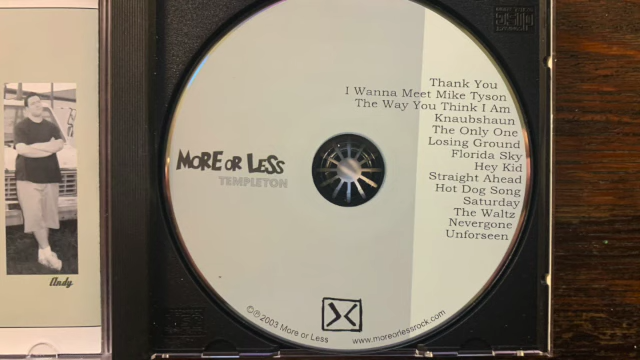 Thank You
I Wanna Meet Mike Tyson
The Way You Think I Am
Knaubshaun
The Only One
Losing Ground
Florida Sky
Hey Kid
Straight Ahead
Hot Dog Song
Saturday
The Waltz
Nevergone
Unforseen
MORE OR LESS
TEMPLETON
Andy
©℗ 2003 More or Less
www.moreorlessrock.com